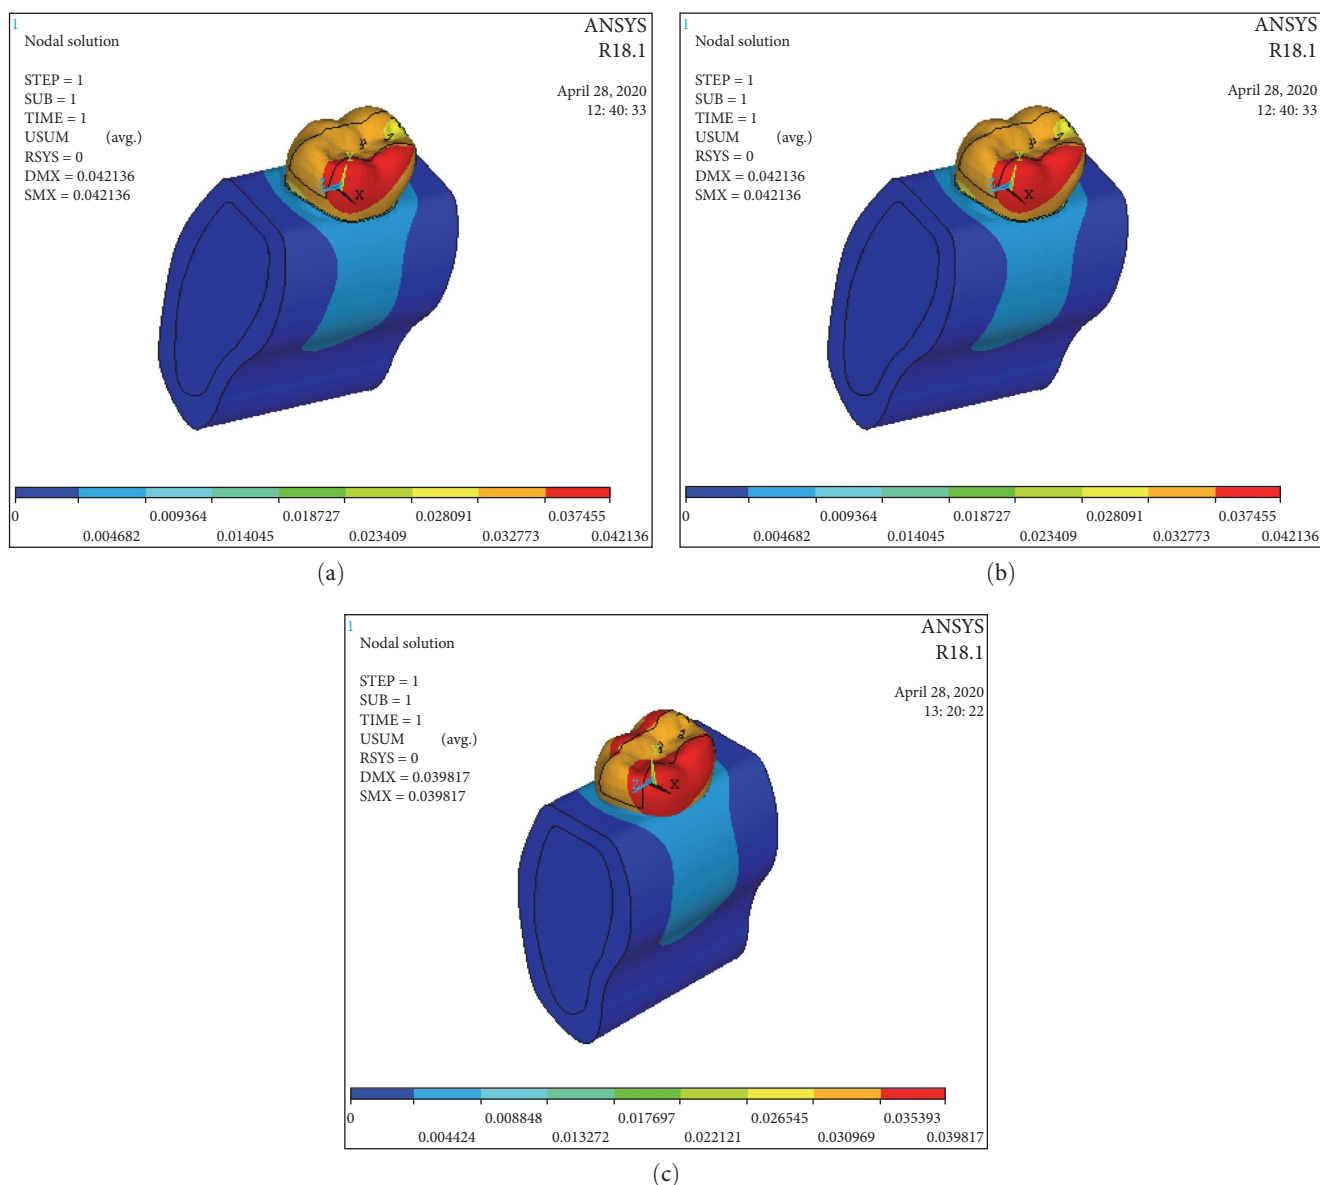 1
Nodal solution
ANSYS
R18.1
STEP = 1
SUB = 1
TIME = 1
USUM (avg.)
RSYS = 0
DMX = 0.042136
SMX = 0.042136
April 28, 2020
12: 40: 33
Y
Z
X
0 0.009364 0.018727 0.028091 0.037455
0.004682 0.014045 0.023409 0.032773 0.042136
(a)
1
Nodal solution
ANSYS
R18.1
STEP = 1
SUB = 1
TIME = 1
USUM (avg.)
RSYS = 0
DMX = 0.042136
SMX = 0.042136
April 28, 2020
12: 40: 33
Y
Z
X
0 0.009364 0.018727 0.028091 0.037455
0.004682 0.014045 0.023409 0.032773 0.042136
(b)
1
Nodal solution
ANSYS
R18.1
STEP = 1
SUB = 1
TIME = 1
USUM (avg.)
RSYS = 0
DMX = 0.039817
SMX = 0.039817
April 28, 2020
13: 20: 22
Y
Z
X
0 0.008848 0.017697 0.026545 0.035393
0.004424 0.013272 0.022121 0.030969 0.039817
(c)